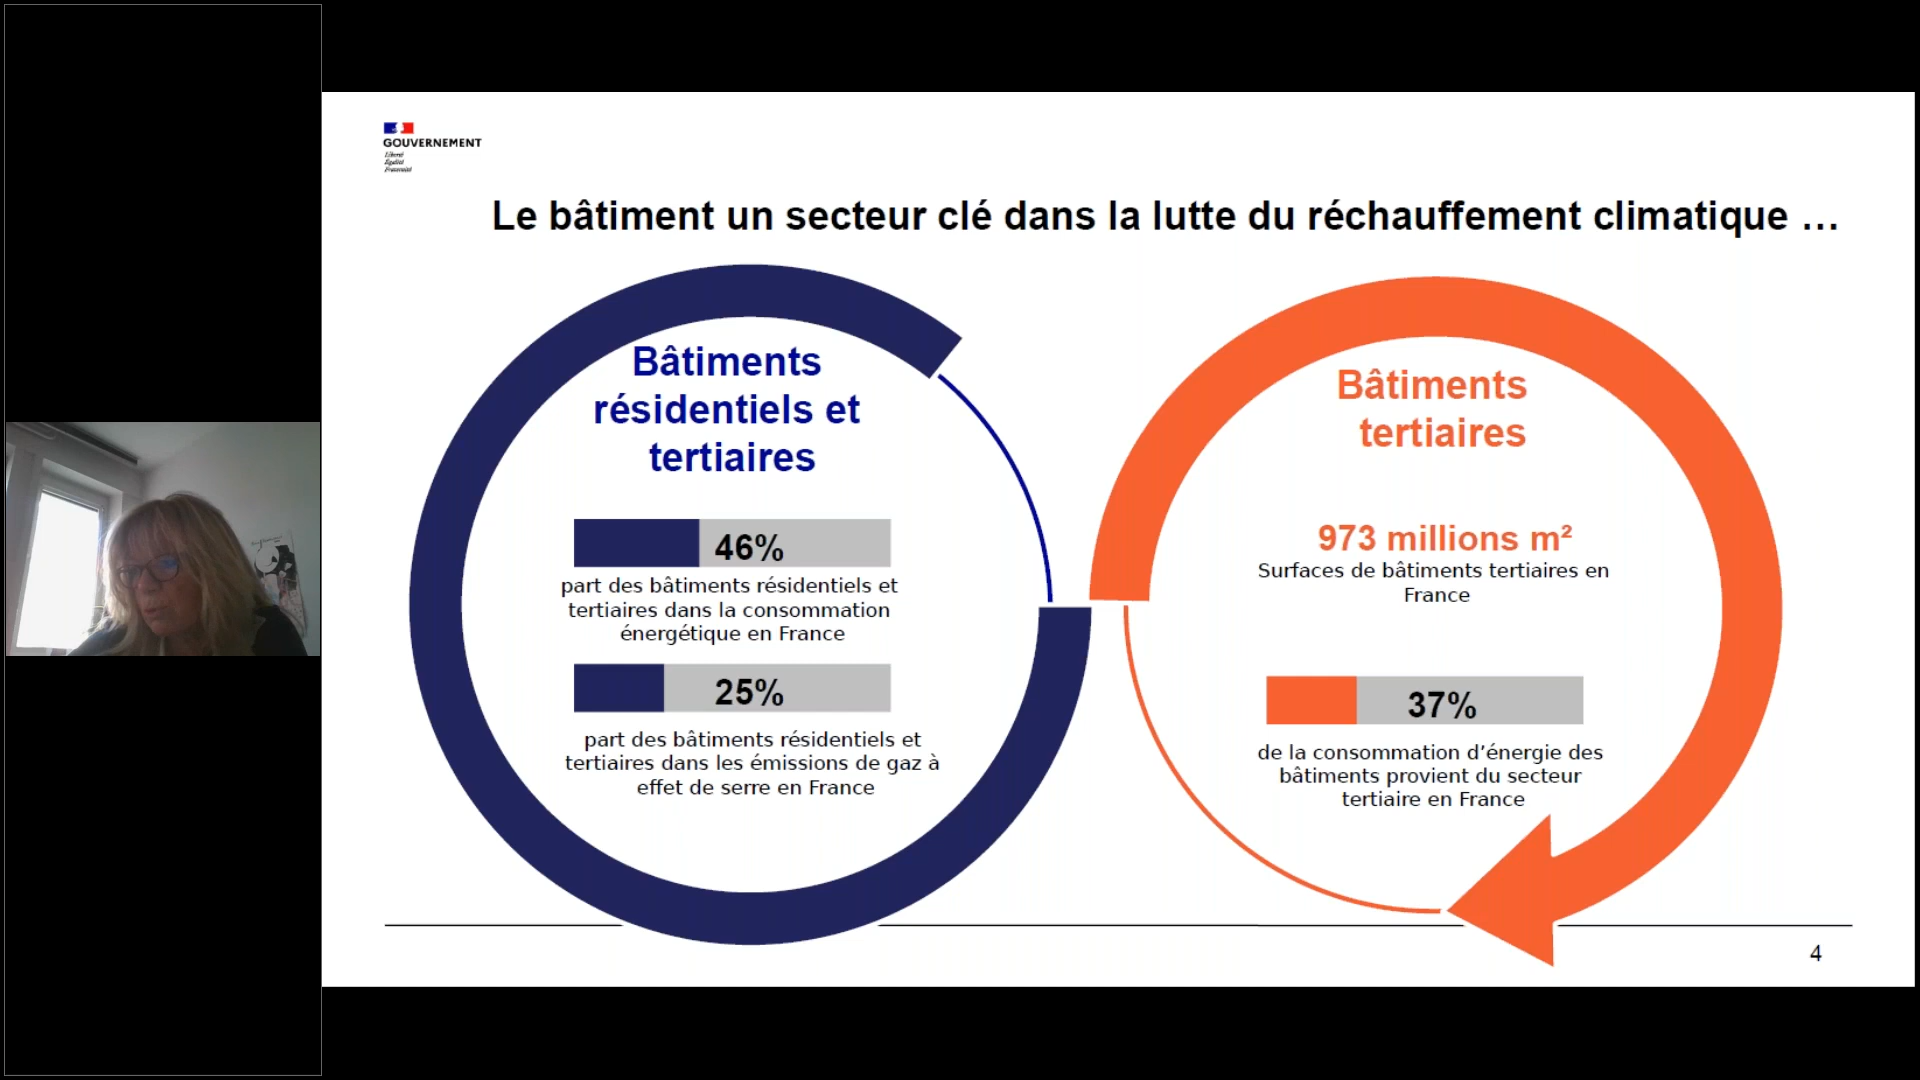 GOUVERNEMENT
Liberté
Égalité
Fraternité
Le bâtiment un secteur clé dans la lutte du réchauffement climatique ...
Bâtiments
résidentiels et
tertiaires
46%
part des bâtiments résidentiels et
tertiaires dans la consommation
énergétique en France
25%
part des bâtiments résidentiels et
tertiaires dans les émissions de gaz à
effet de serre en France
Bâtiments
tertiaires
973 millions m²
Surfaces de bâtiments tertiaires en
France
37%
de la consommation d’énergie des
bâtiments provient du secteur
tertiaire en France
4